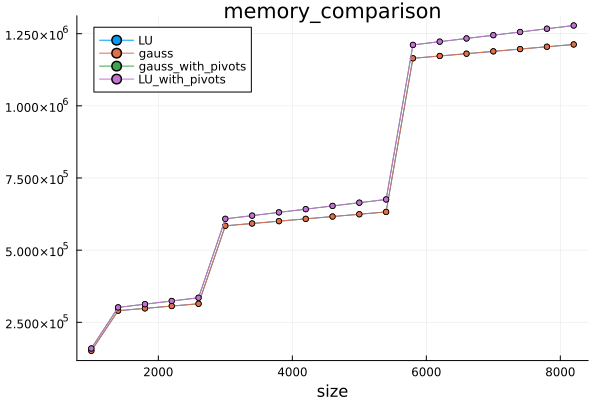 memory_comparison
LU
gauss
gauss_with_pivots
LU_with_pivots
1.250×10⁶
1.000×10⁶
7.500×10⁵
5.000×10⁵
2.500×10⁵
2000 4000 6000 8000
size